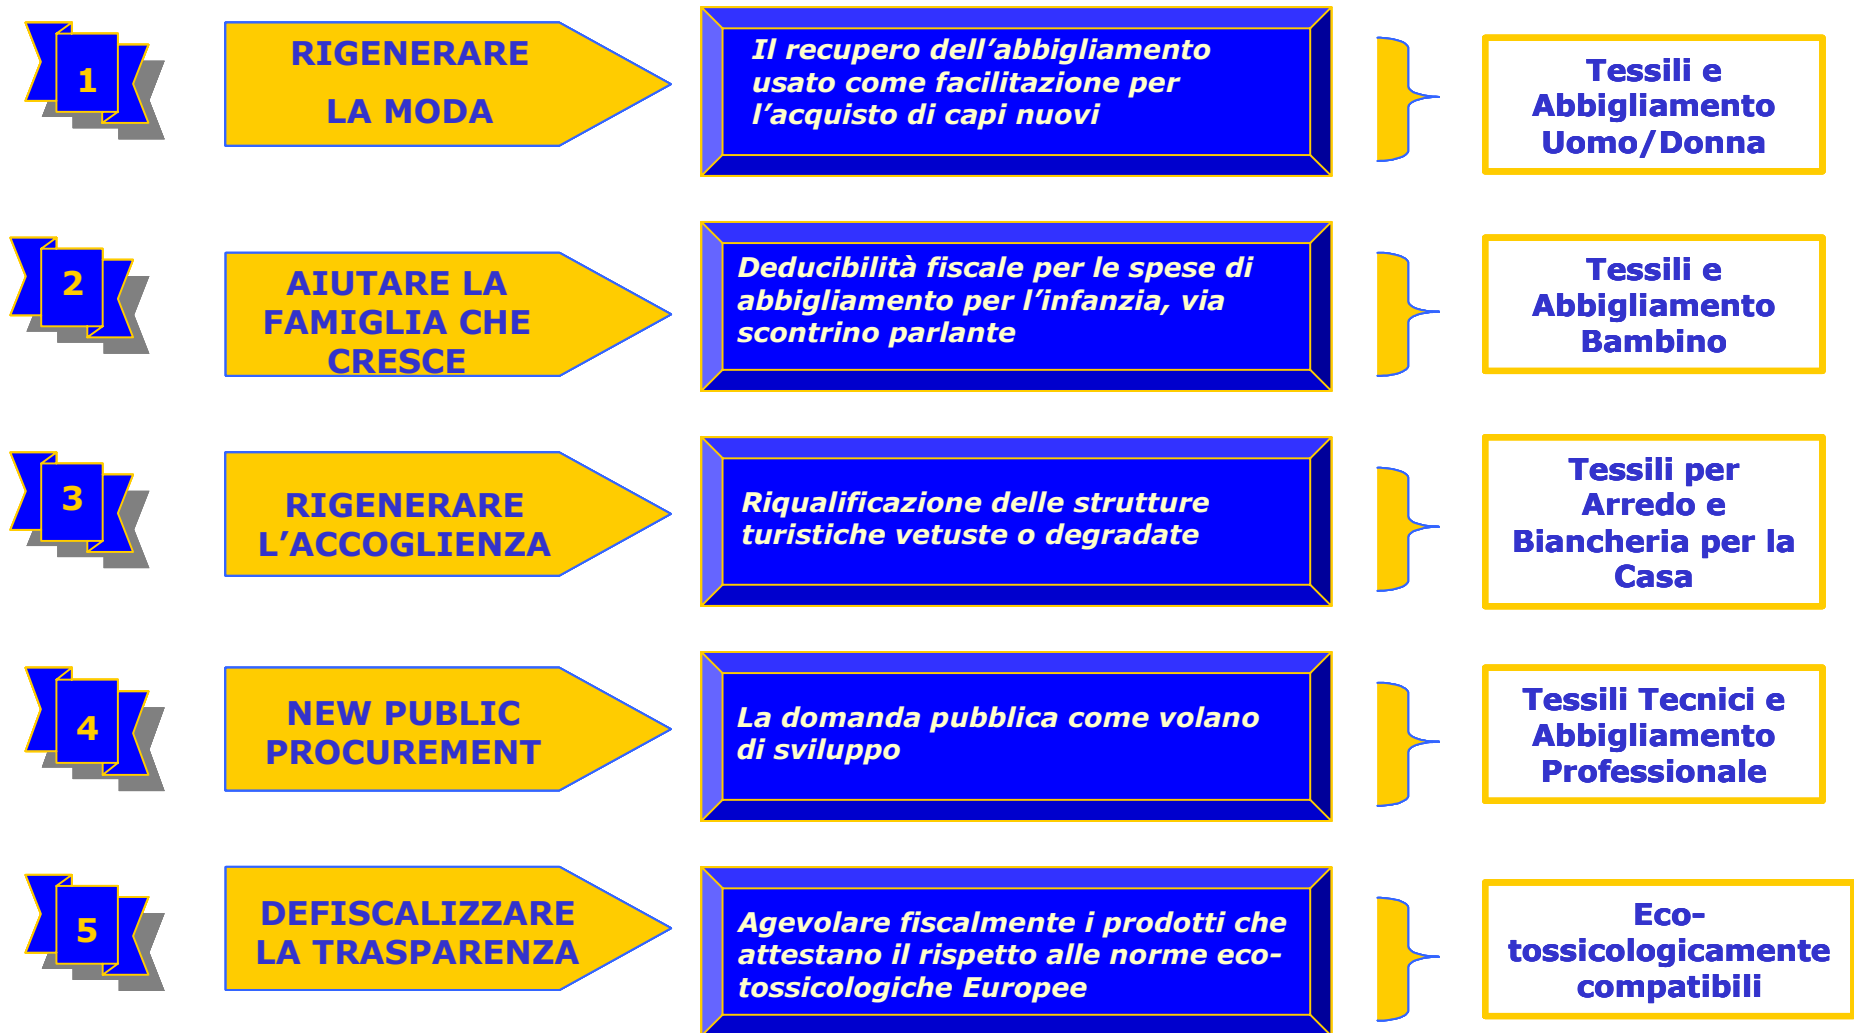 1
RIGENERARE
LA MODA
Il recupero dell’abbigliamento
usato come facilitazione per
l’acquisto di capi nuovi
Tessili e
Abbigliamento
Uomo/Donna
2
AIUTARE LA
FAMIGLIA CHE
CRESCE
Deducibilità fiscale per le spese di
abbigliamento per l’infanzia, via
scontrino parlante
Tessili e
Abbigliamento
Bambino
3
RIGENERARE
L’ACCOGLIENZA
Riqualificazione delle strutture
turistiche vetuste o degradate
Tessili per
Arredo e
Biancheria per la
Casa
4
NEW PUBLIC
PROCUREMENT
La domanda pubblica come volano
di sviluppo
Tessili Tecnici e
Abbigliamento
Professionale
5
DEFISCALIZZARE
LA TRASPARENZA
Agevolare fiscalmente i prodotti che
attestano il rispetto alle norme eco-
tossicologiche Europee
Eco-
tossicologicamente
compatibili